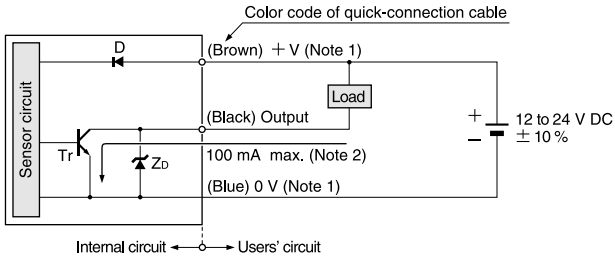 Color code of quick-connection cable
D
(Brown) + V (Note 1)
Sensor circuit
Load
(Black) Output
+
12 to 24 V DC
−
± 10 %
Tr
ZD
100 mA max. (Note 2)
(Blue) 0 V (Note 1)
Internal circuit
Users' circuit